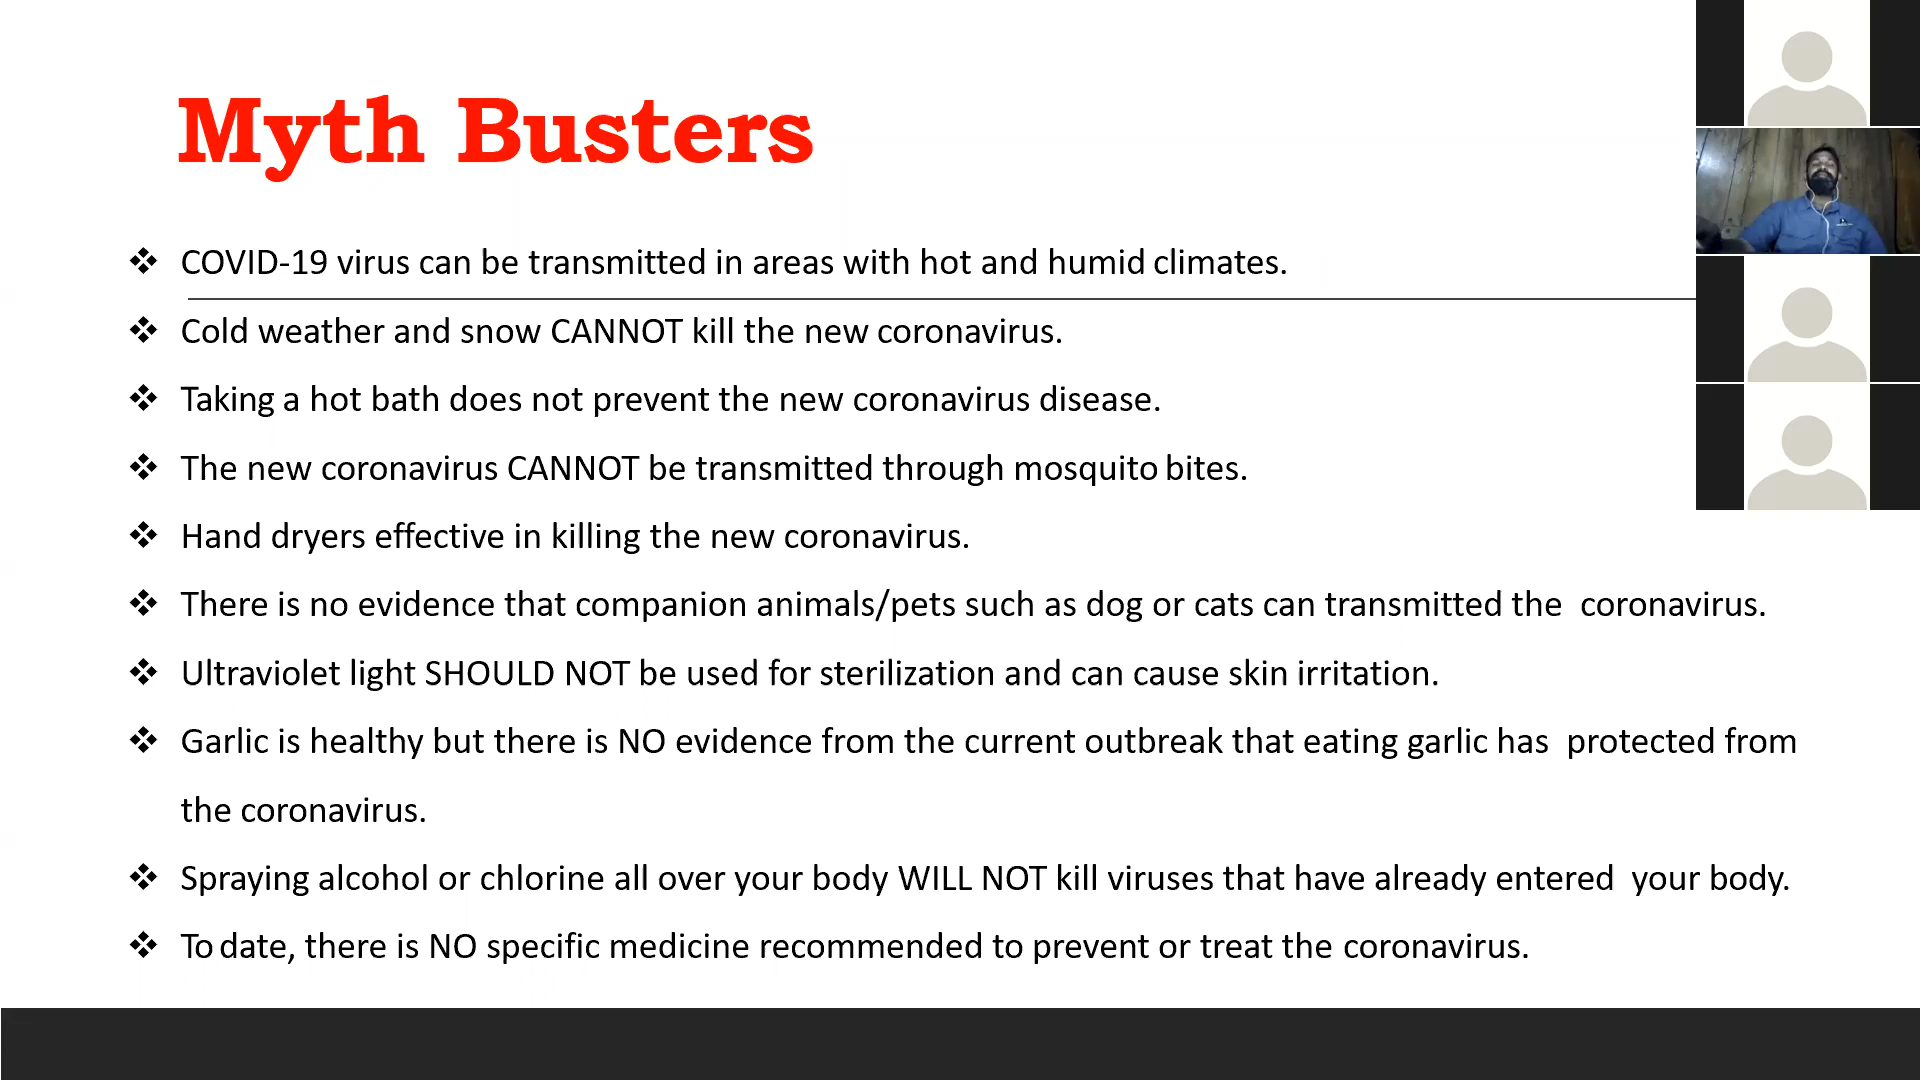 Myth Busters
❖ COVID-19 virus can be transmitted in areas with hot and humid climates.
❖ Cold weather and snow CANNOT kill the new coronavirus.
❖ Taking a hot bath does not prevent the new coronavirus disease.
❖ The new coronavirus CANNOT be transmitted through mosquito bites.
❖ Hand dryers effective in killing the new coronavirus.
❖ There is no evidence that companion animals/pets such as dog or cats can transmitted the coronavirus.
❖ Ultraviolet light SHOULD NOT be used for sterilization and can cause skin irritation.
❖ Garlic is healthy but there is NO evidence from the current outbreak that eating garlic has protected from
the coronavirus.
❖ Spraying alcohol or chlorine all over your body WILL NOT kill viruses that have already entered your body.
❖ To date, there is NO specific medicine recommended to prevent or treat the coronavirus.